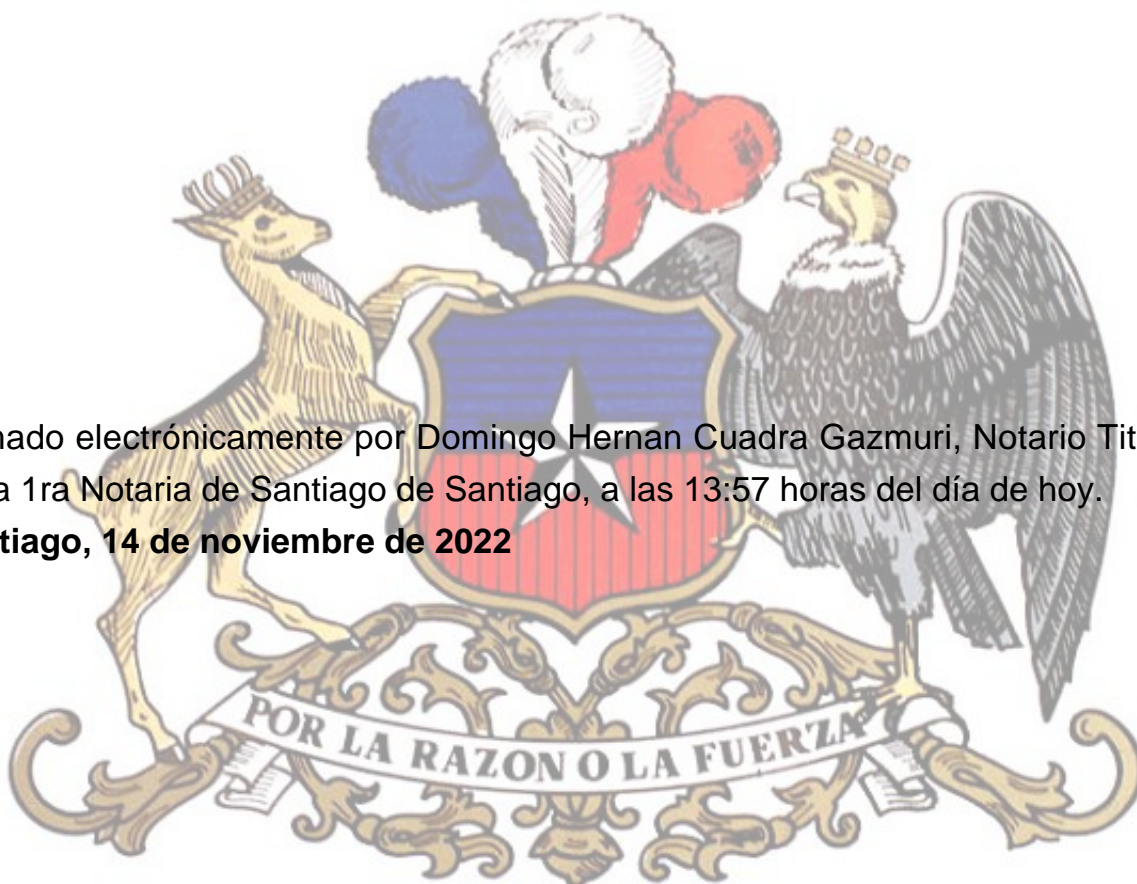 nado electrónicamente por Domingo Hernan Cuadra Gazmuri, Notario Tit
a 1ra Notaria de Santiago de Santiago, a las 13:57 horas del día de hoy.
tiago, 14 de noviembre de 2022
POR LA RAZON O LA FUERZA